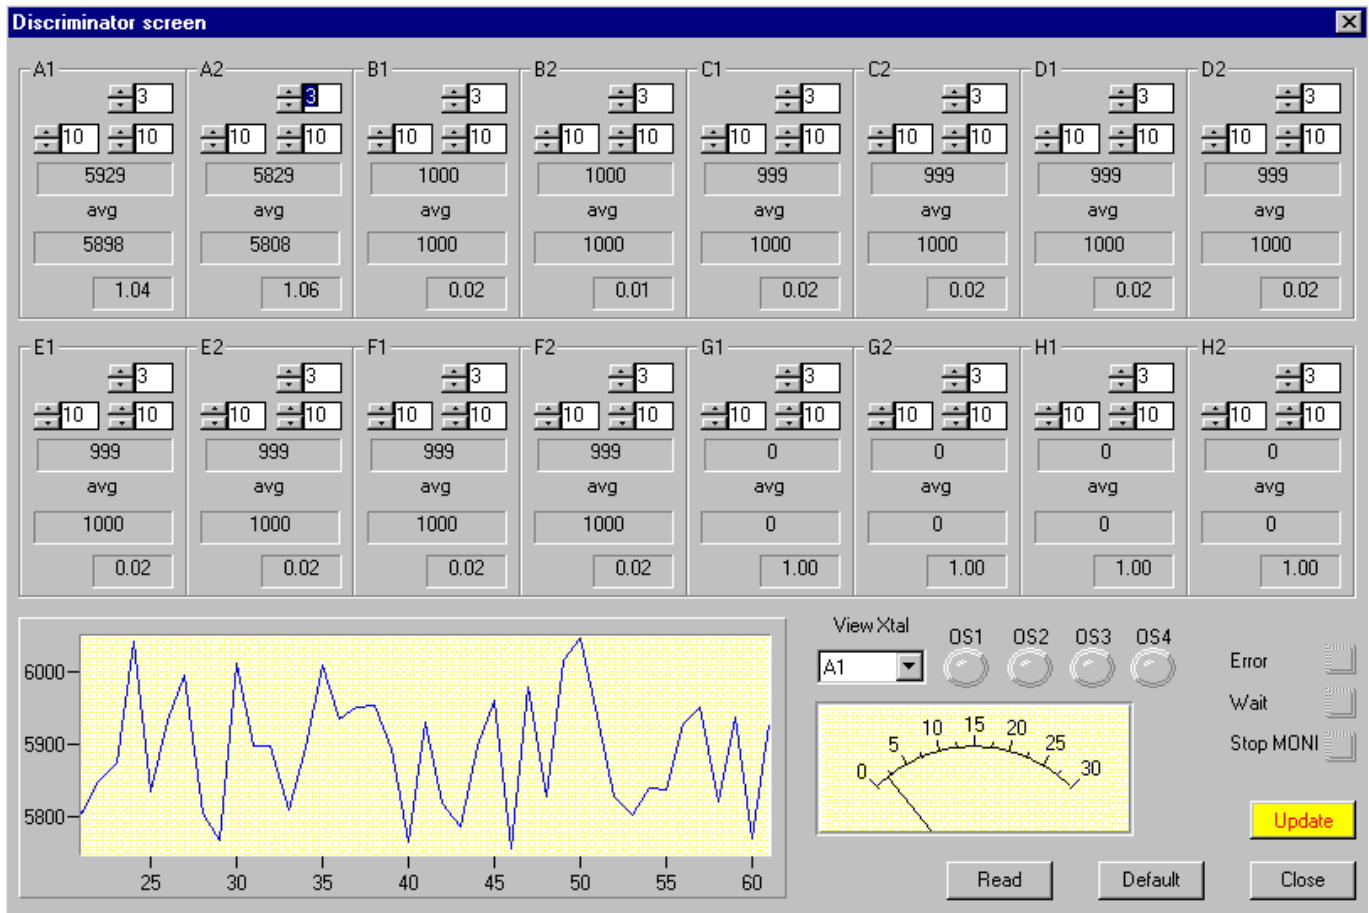 Discriminator screen
A1 A2 B1 B2 C1 C2 D1 D2
3 3 3 3 3 3 3 3
10 10 10 10 10 10 10 10 10 10 10 10 10 10 10 10
5929 5829 1000 1000 999 999 999 999
avg avg avg avg avg avg avg avg
5898 5808 1000 1000 1000 1000 1000 1000
1.04 1.06 0.02 0.01 0.02 0.02 0.02 0.02
E1 E2 F1 F2 G1 G2 H1 H2
3 3 3 3 3 3 3 3
10 10 10 10 10 10 10 10 10 10 10 10 10 10 10 10
999 999 999 999 0 0 0 0
avg avg avg avg avg avg avg avg
1000 1000 1000 1000 0 0 0 0
0.02 0.02 0.02 0.02 1.00 1.00 1.00 1.00
6000
5900
5800
25 30 35 40 45 50 55 60
View Xtal
A1
OS1 OS2 OS3 OS4
0 5 10 15 20 25 30
Error
Wait
Stop MONI
Update
Read Default Close